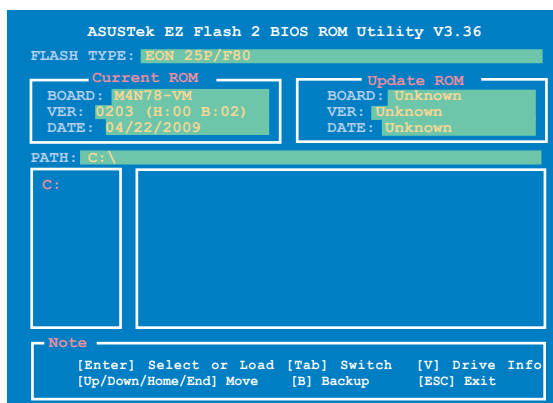 ASUSTek EZ Flash 2 BIOS ROM Utility V3.36
FLASH TYPE: EON 25P/F80
Current ROM
BOARD: M4N78-VM
VER: 0203 (H:00 B:02)
DATE: 04/22/2009
Update ROM
BOARD: Unknown
VER: Unknown
DATE: Unknown
PATH: C:\
C:
Note
[Enter] Select or Load [Tab] Switch [V] Drive Info
[Up/Down/Home/End] Move [B] Backup [ESC] Exit